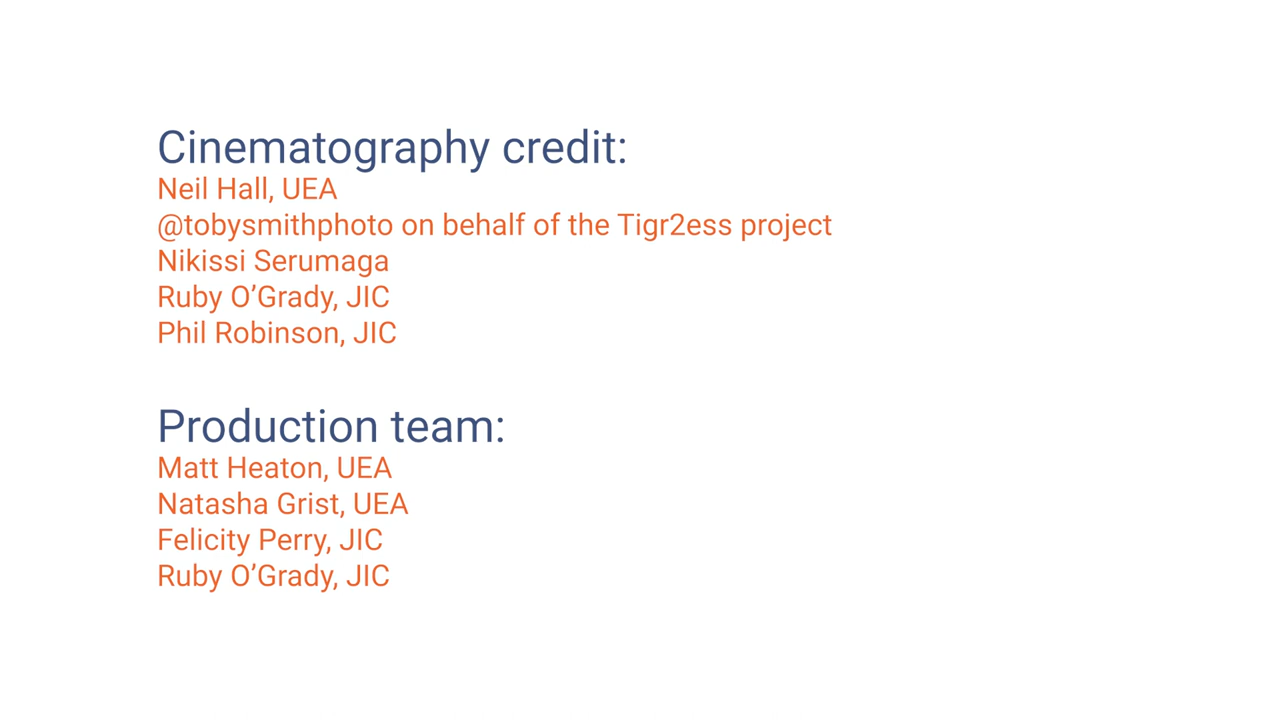 Cinematography credit:
Neil Hall, UEA
@tobysmithphoto on behalf of the Tigr2ess project
Nikissi Serumaga
Ruby O’Grady, JIC
Phil Robinson, JIC
Production team:
Matt Heaton, UEA
Natasha Grist, UEA
Felicity Perry, JIC
Ruby O’Grady, JIC